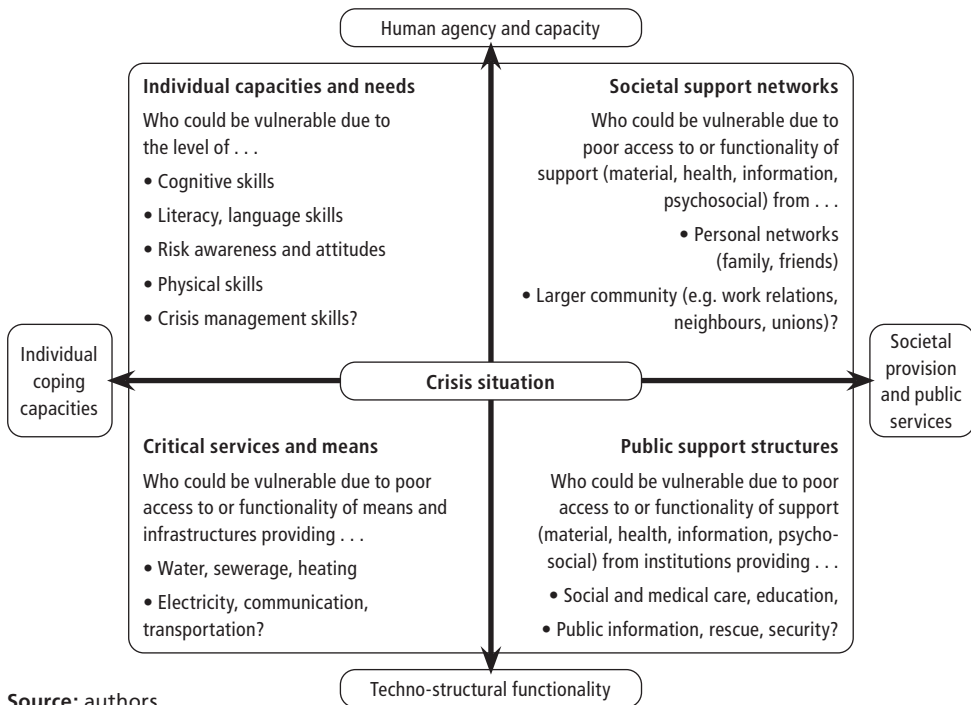 Human agency and capacity
Individual capacities and needs
Who could be vulnerable due to
the level of . . .
• Cognitive skills
• Literacy, language skills
• Risk awareness and attitudes
• Physical skills
• Crisis management skills?
Societal support networks
Who could be vulnerable due to
poor access to or functionality of
support (material, health, information,
psychosocial) from . . .
• Personal networks
(family, friends)
• Larger community (e.g. work relations,
neighbours, unions)?
Individual
coping
capacities
Crisis situation
Societal
provision
and public
services
Critical services and means
Who could be vulnerable due to poor
access to or functionality of means and
infrastructures providing . . .
• Water, sewerage, heating
• Electricity, communication,
transportation?
Public support structures
Who could be vulnerable due to poor
access to or functionality of support
(material, health, information, psycho-
social) from institutions providing . . .
• Social and medical care, education,
• Public information, rescue, security?
Techno-structural functionality
Source: authors